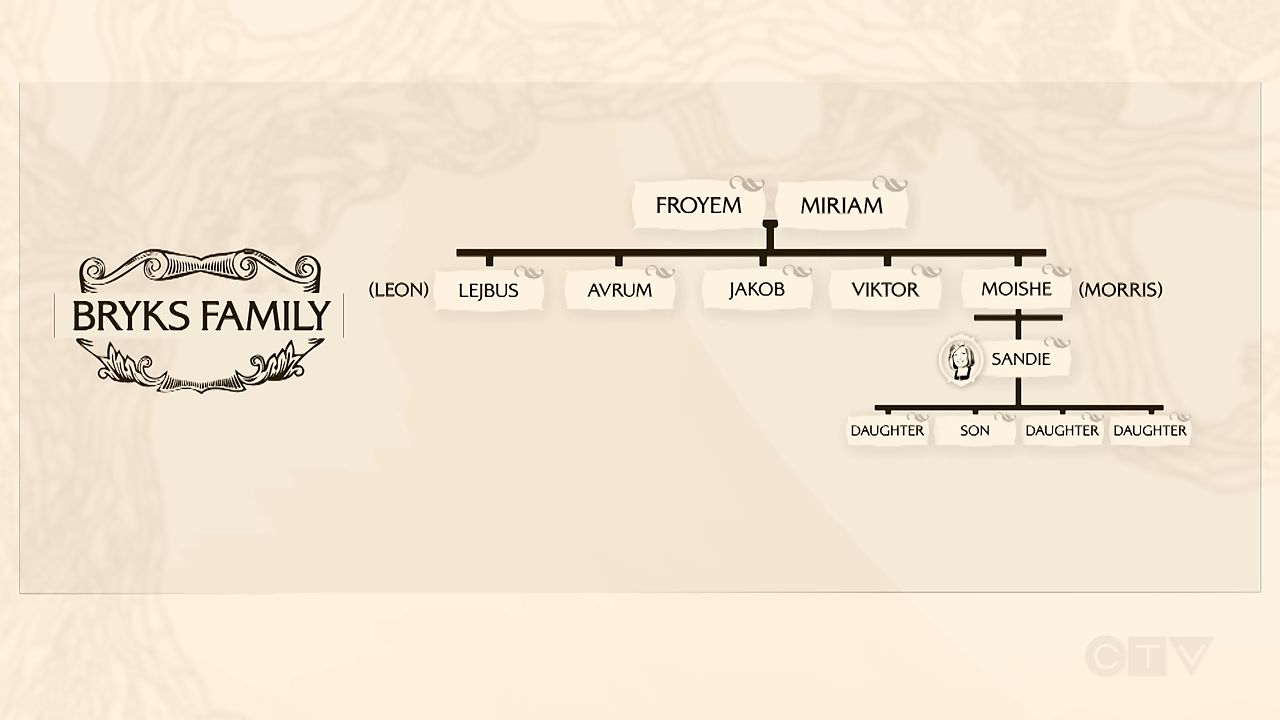 FROYEM MIRIAM
(LEON) LEJBUS AVRUM JAKOB VIKTOR MOISHE (MORRIS)
BRYKS FAMILY
SANDIE
DAUGHTER SON DAUGHTER DAUGHTER
CTV